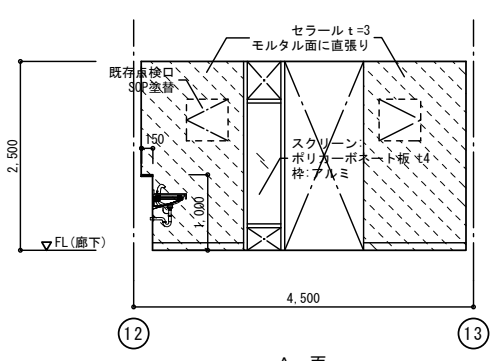 セラール t=3
モルタル面に直張り
既存点検口
SOP塗替
150
スクリーン:
ポリカーボネート板 t4
枠:アルミ
2,500
1,000
FL(廊下)
4,500
12
13
A 面